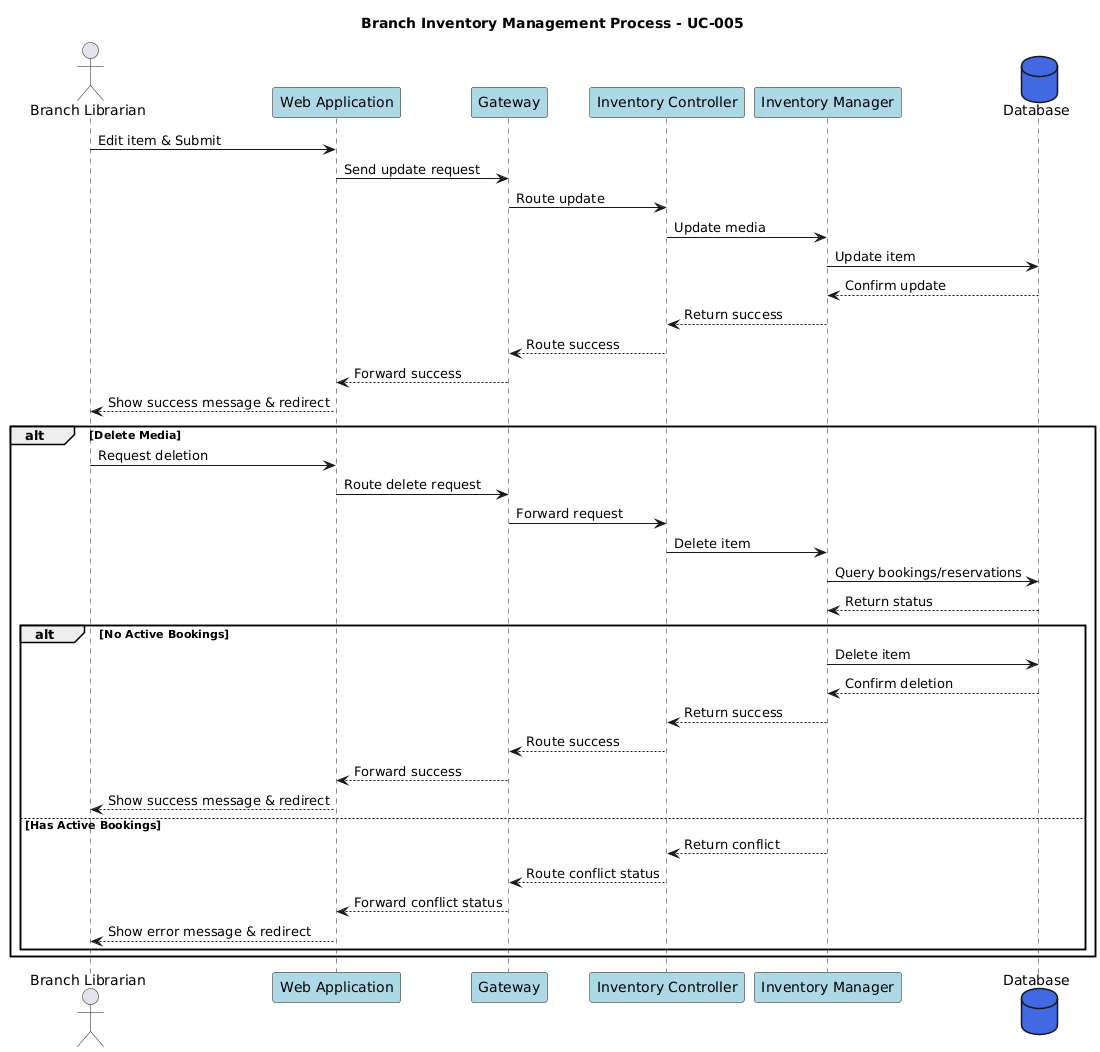 Branch Inventory Management Process - UC-005
Branch Librarian
Web Application
Gateway
Inventory Controller
Inventory Manager
Database
Edit item & Submit
Send update request
Route update
Update media
Update item
Confirm update
Return success
Route success
Forward success
Show success message & redirect
alt [Delete Media]
Request deletion
Route delete request
Forward request
Delete item
Query bookings/reservations
Return status
alt [No Active Bookings]
Delete item
Confirm deletion
Return success
Route success
Forward success
Show success message & redirect
[Has Active Bookings]
Return conflict
Route conflict status
Forward conflict status
Show error message & redirect
Branch Librarian
Web Application
Gateway
Inventory Controller
Inventory Manager
Database